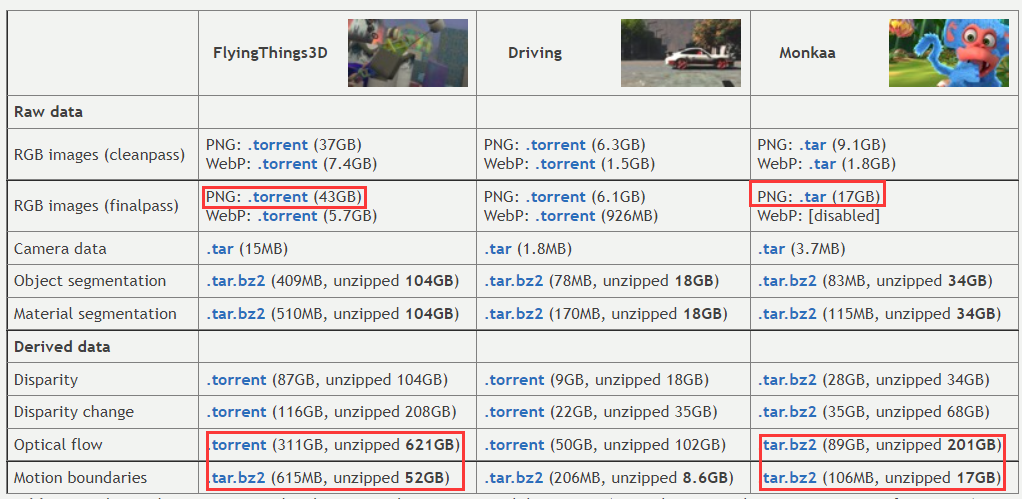 FlyingThings3D Driving Monkaa
Raw data
RGB images (cleanpass)
PNG: .torrent (37GB)
WebP: .torrent (7.4GB)
PNG: .torrent (6.3GB)
WebP: .torrent (1.5GB)
PNG: .tar (9.1GB)
WebP: .tar (1.8GB)
RGB images (finalpass)
PNG: .torrent (43GB)
WebP: .torrent (5.7GB)
PNG: .torrent (6.1GB)
WebP: .torrent (926MB)
PNG: .tar (17GB)
WebP: [disabled]
Camera data .tar (15MB) .tar (1.8MB) .tar (3.7MB)
Object segmentation .tar.bz2 (409MB, unzipped 104GB) .tar.bz2 (78MB, unzipped 18GB) .tar.bz2 (83MB, unzipped 34GB)
Material segmentation .tar.bz2 (510MB, unzipped 104GB) .tar.bz2 (170MB, unzipped 18GB) .tar.bz2 (115MB, unzipped 34GB)
Derived data
Disparity .torrent (87GB, unzipped 104GB) .torrent (9GB, unzipped 18GB) .tar.bz2 (28GB, unzipped 34GB)
Disparity change .torrent (116GB, unzipped 208GB) .torrent (22GB, unzipped 35GB) .tar.bz2 (35GB, unzipped 68GB)
Optical flow .torrent (311GB, unzipped 621GB) .torrent (50GB, unzipped 102GB) .tar.bz2 (89GB, unzipped 201GB)
Motion boundaries .tar.bz2 (615MB, unzipped 52GB) .tar.bz2 (206MB, unzipped 8.6GB) .tar.bz2 (106MB, unzipped 17GB)